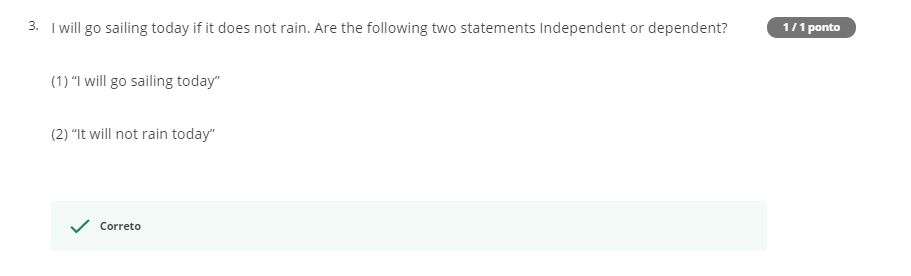 3. I will go sailing today if it does not rain. Are the following two statements Independent or dependent? 1 / 1 ponto
(1) “I will go sailing today”
(2) “It will not rain today”
Correto